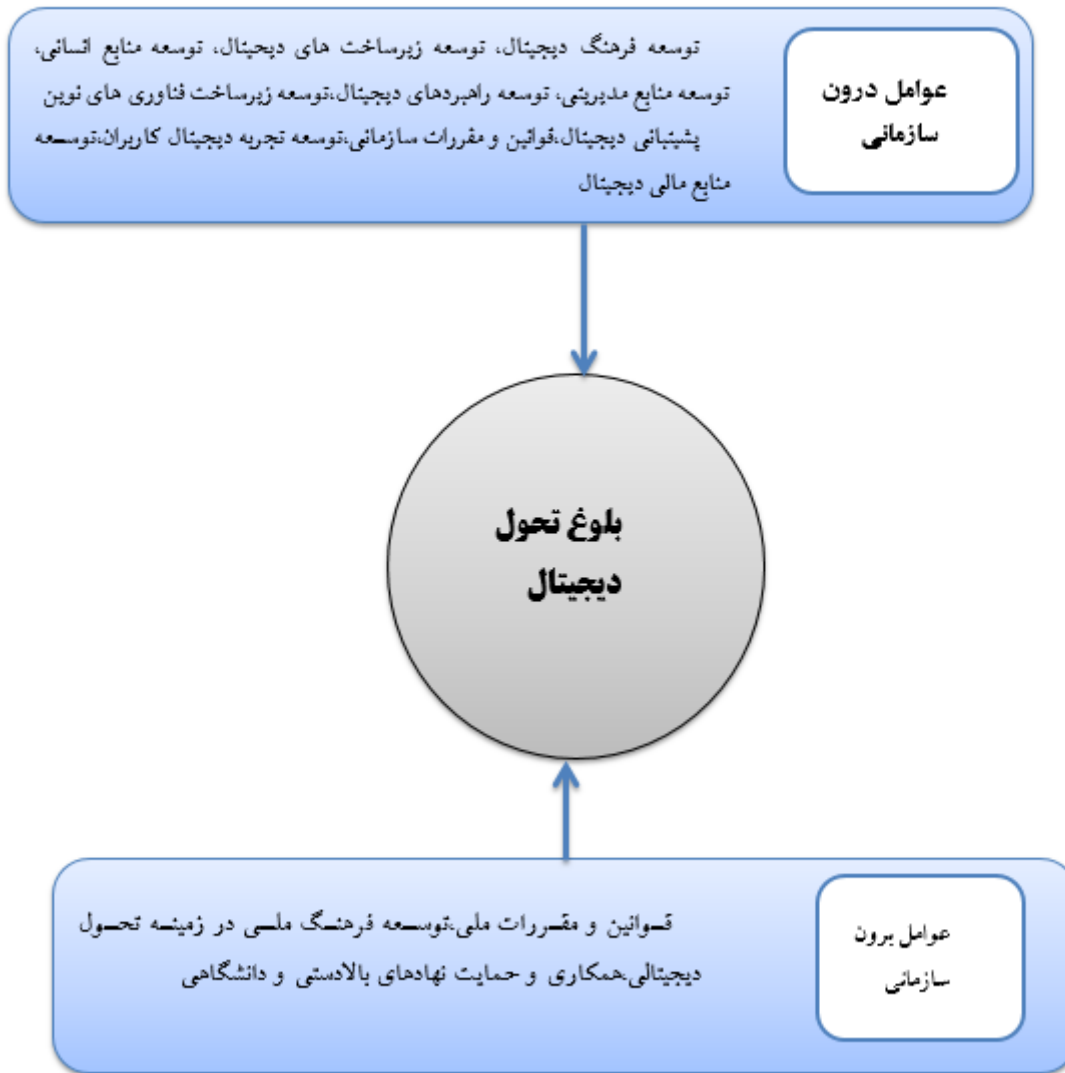 عوامل درون
سازمانی
توسعه فرهنگ دیجیتال، توسعه زیرساخت های دیجیتال، توسعه منابع انسانی،
توسعه منابع مدیریتی، توسعه راهبردهای دیجیتال،توسعه زیرساخت فناوری های نوین
پشتیبانی دیجیتال،قوانین و مقررات سازمانی،توسعه تجربه دیجیتال کاربران،توسعه
منابع مالی دیجیتال
بلوغ تحول
دیجیتال
عوامل برون
سازمانی
قوانین و مقررات ملی،توسعه فرهنگ ملی در زمینه تحول
دیجیتالی،همکاری و حمایت نهادهای بالادستی و دانشگاهی